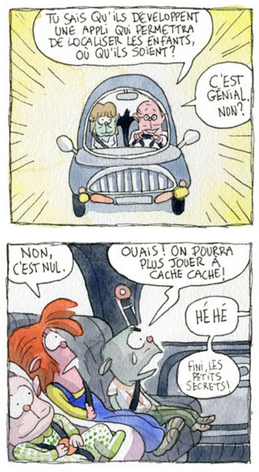 TU SAIS QU'ILS DÉVELOPPENT
UNE APPLI QUI PERMETTRA
DE LOCALISER LES ENFANTS,
OÙ QU'ILS SOIENT?
C'EST
GÉNIAL,
NON?
NON,
C'EST NUL.
OUAIS! ON POURRA
PLUS JOUER À
CACHE CACHE!
HÉ HÉ
FINI, LES
PETITS
SECRETS!